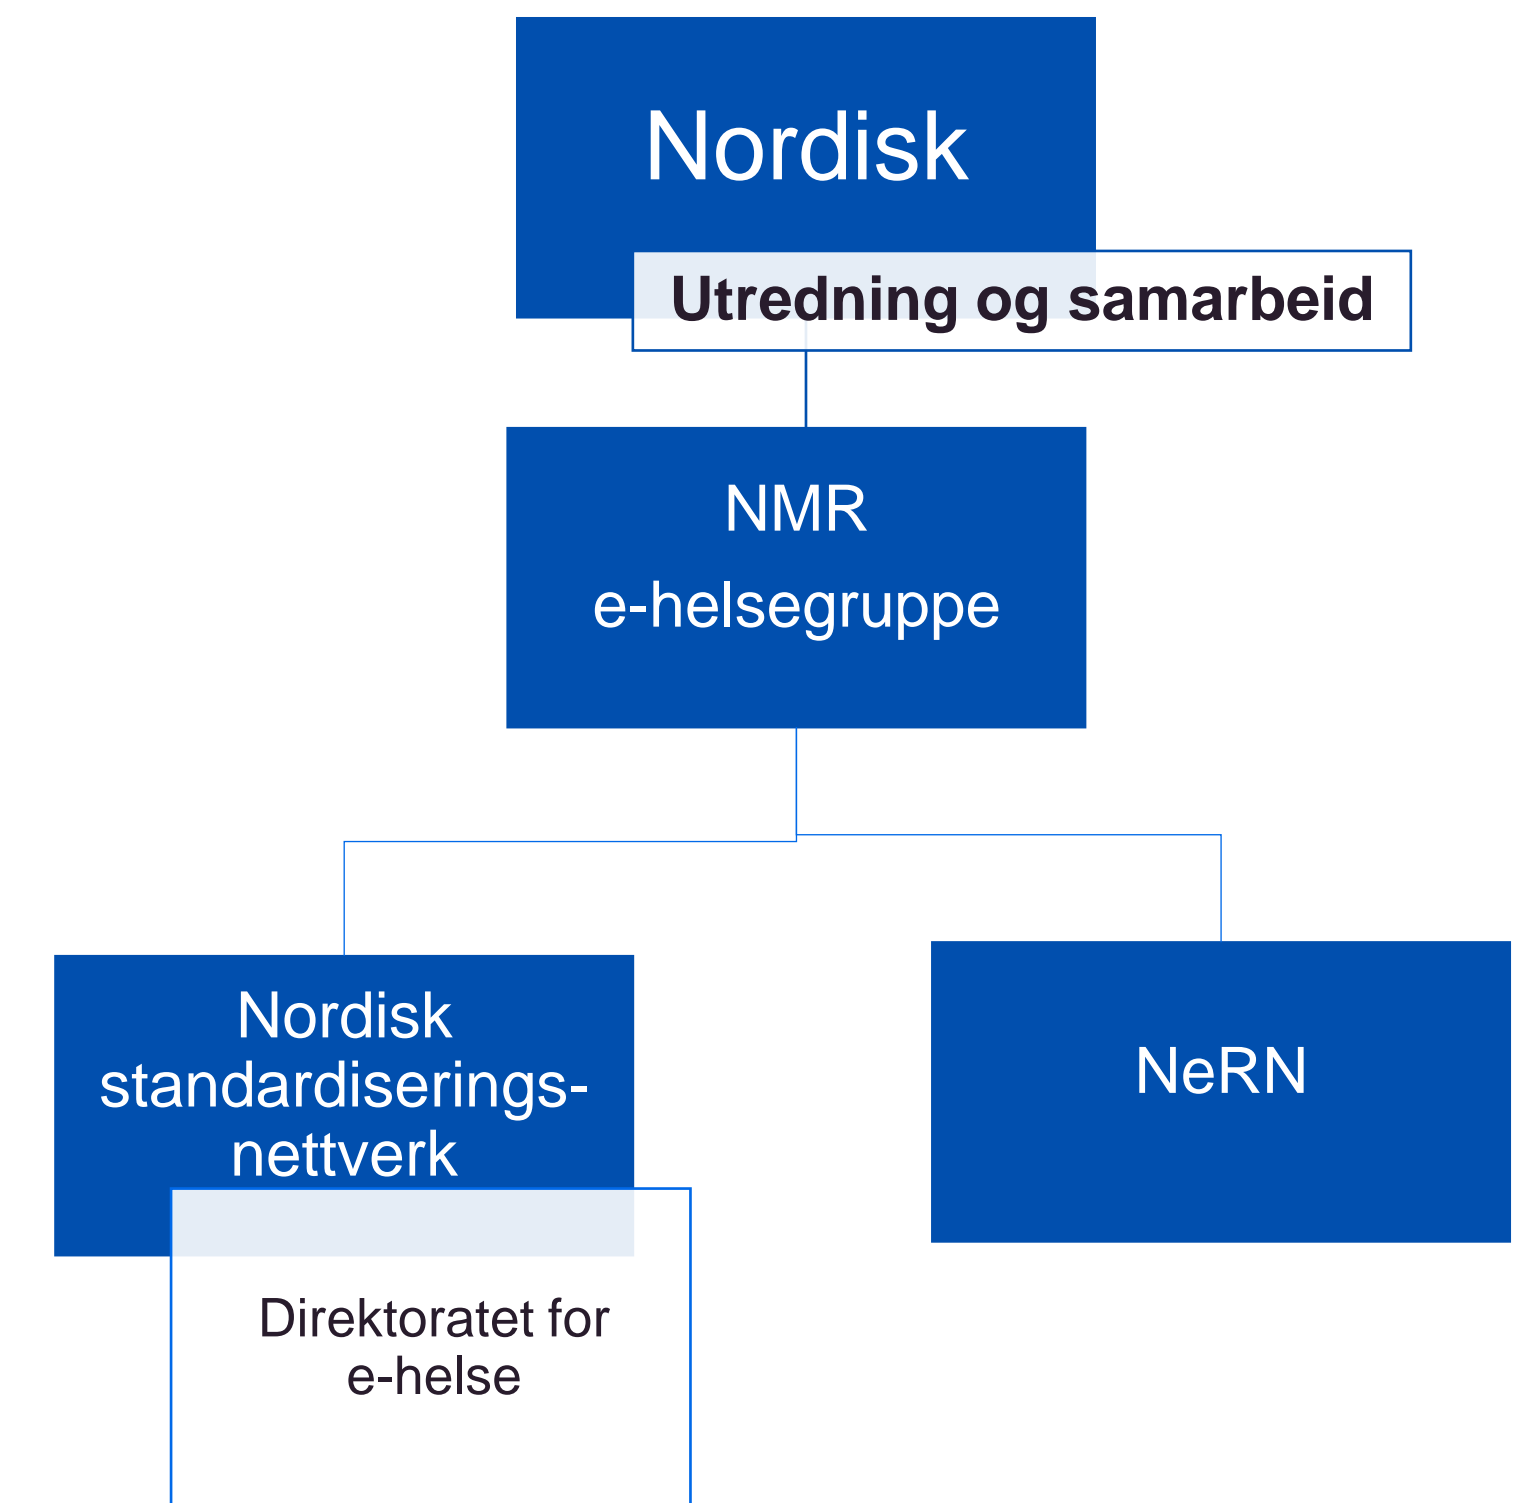 Nordisk
Utredning og samarbeid
NMR
e-helsegruppe
Nordisk
standardiserings-
nettverk
NeRN
Direktoratet for
e-helse